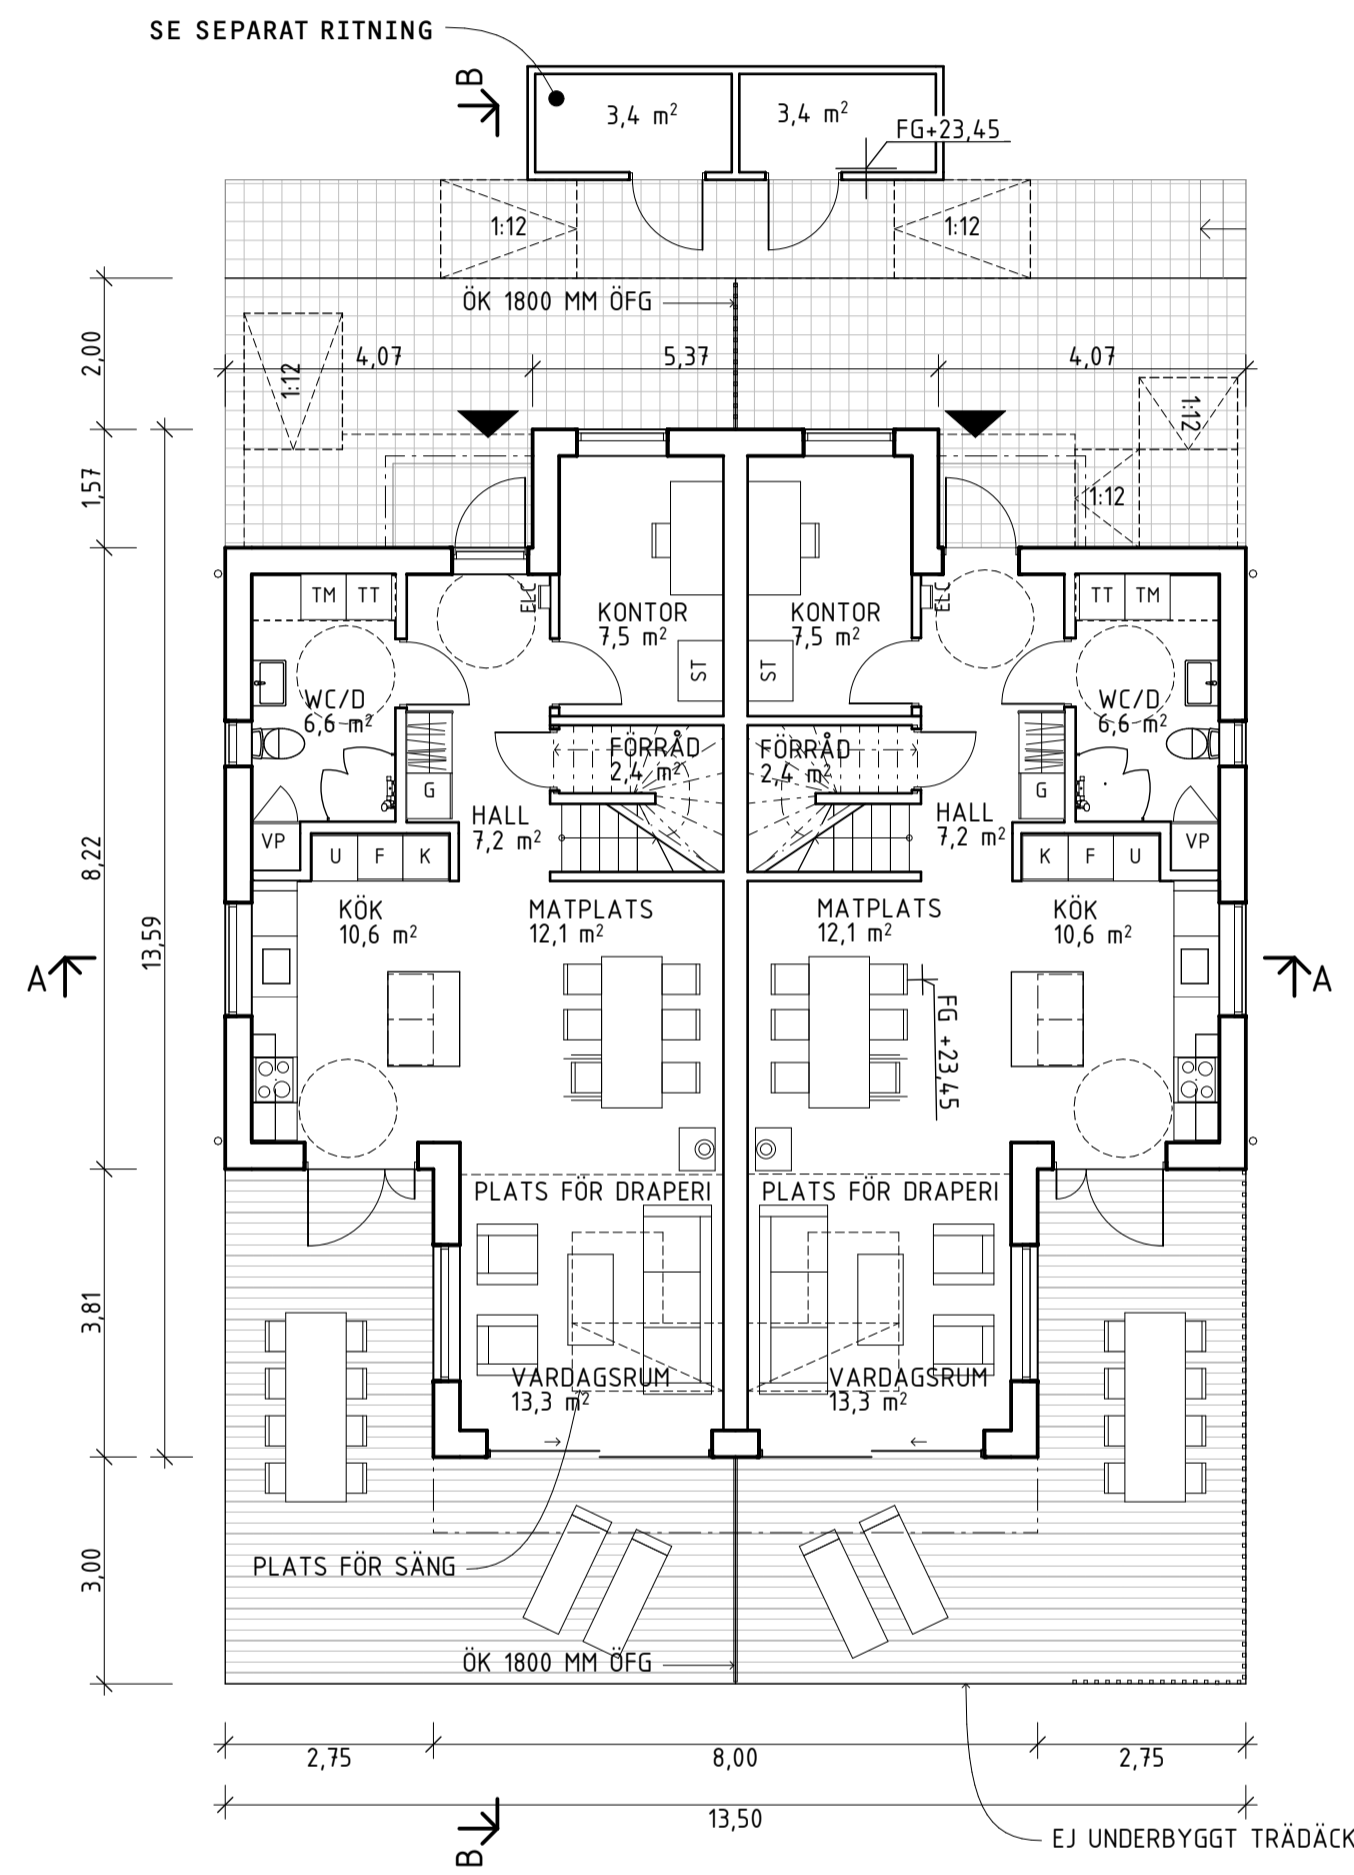 SE SEPARAT RITNING
B
3,4 m²
3,4 m²
FG+23,45
1:12
1:12
ÖK 1800 MM ÖFG
2,00
4,07
5,37
4,07
1:12
1:12
1,57
1:12
TM
TT
ELC
KONTOR
7,5 m²
KONTOR
7,5 m²
ELC
TT
TM
ST
ST
WC/D
6,6 m²
WC/D
6,6 m²
FÖRRÅD
2,4 m²
FÖRRÅD
2,4 m²
G
G
HALL
7,2 m²
HALL
7,2 m²
VP
U
F
K
K
F
U
VP
8,22
13,59
KÖK
10,6 m²
MATPLATS
12,1 m²
MATPLATS
12,1 m²
KÖK
10,6 m²
A
A
FG +23,45
PLATS FÖR DRAPERI
PLATS FÖR DRAPERI
3,81
VARDAGSRUM
13,3 m²
VARDAGSRUM
13,3 m²
3,00
PLATS FÖR SÄNG
ÖK 1800 MM ÖFG
2,75
8,00
2,75
13,50
B
EJ UNDERBYGGT TRÄDÄCK